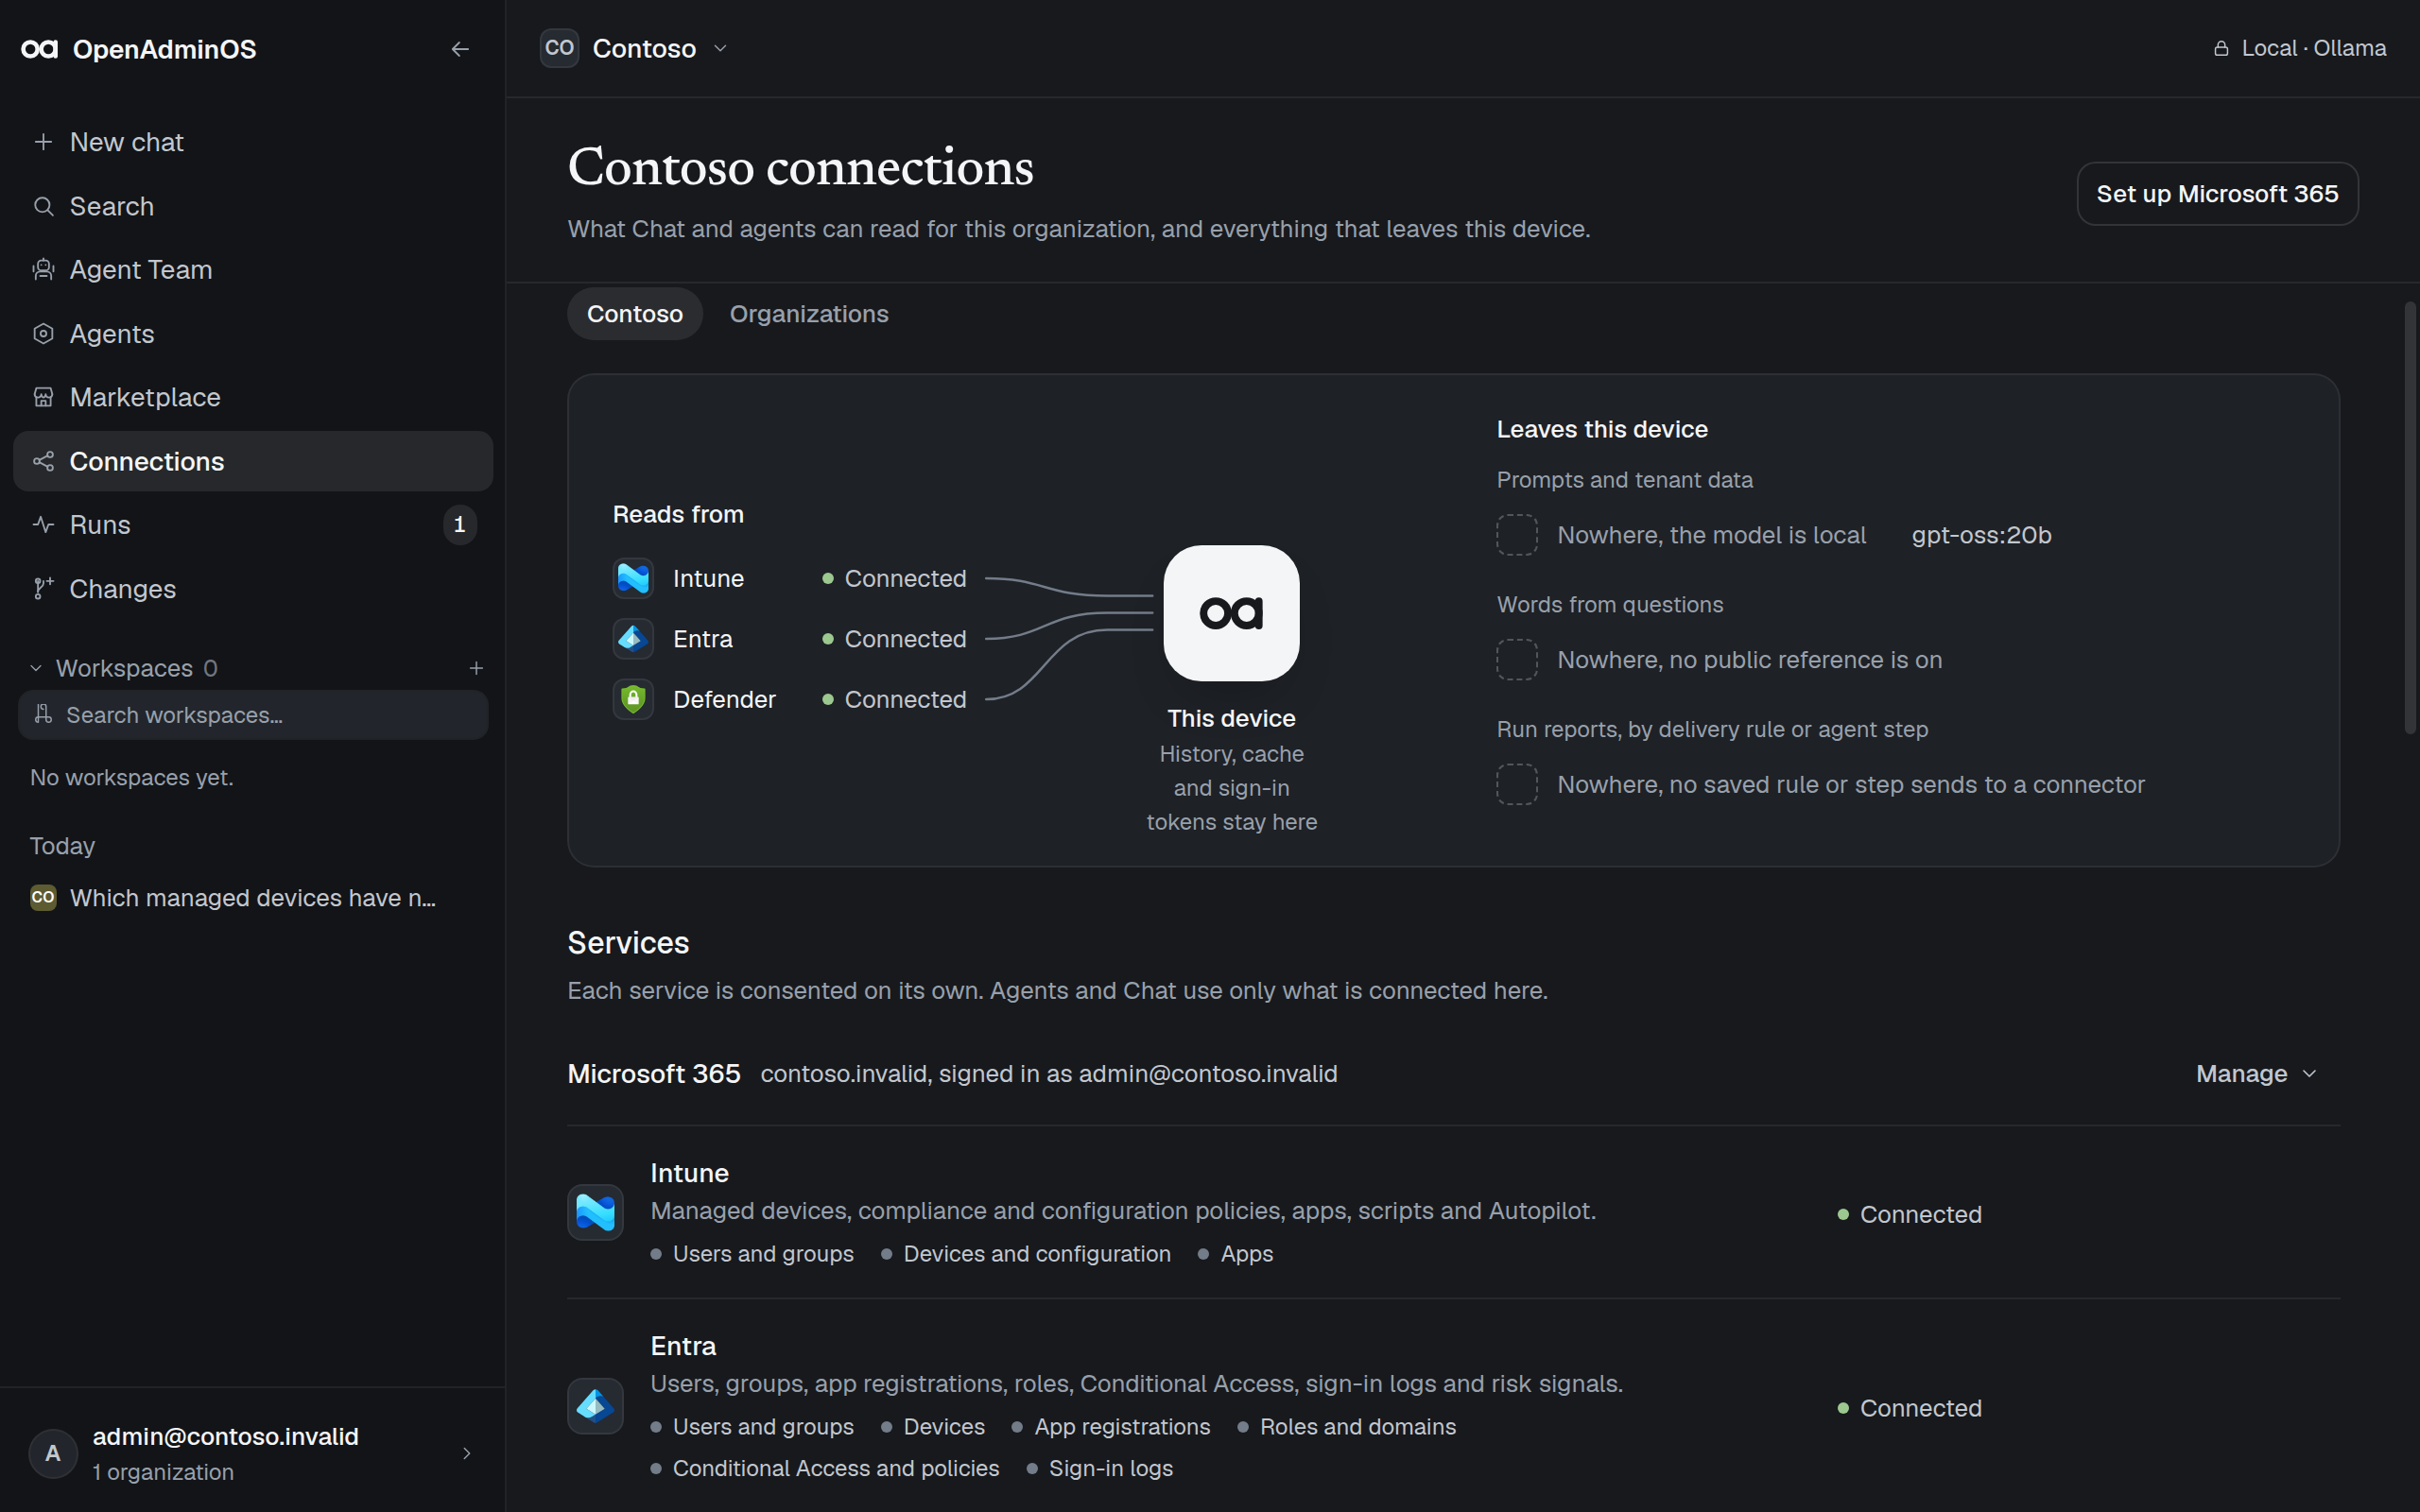 OpenAdminOS
New chat
Search
Agent Team
Agents
Marketplace
Connections
Runs 1
Changes
Workspaces 0
Search workspaces...
No workspaces yet.
Today
CO Which managed devices have n...
A
admin@contoso.invalid
1 organization
CO Contoso
Local · Ollama
Contoso connections
What Chat and agents can read for this organization, and everything that leaves this device.
Set up Microsoft 365
Contoso Organizations
Reads from
Intune Connected
Entra Connected
Defender Connected
oa
This device
History, cache
and sign-in
tokens stay here
Leaves this device
Prompts and tenant data
Nowhere, the model is local gpt-oss:20b
Words from questions
Nowhere, no public reference is on
Run reports, by delivery rule or agent step
Nowhere, no saved rule or step sends to a connector
Services
Each service is consented on its own. Agents and Chat use only what is connected here.
Microsoft 365 contoso.invalid, signed in as admin@contoso.invalid
Manage
Intune
Managed devices, compliance and configuration policies, apps, scripts and Autopilot.
Users and groups Devices and configuration Apps
Connected
Entra
Users, groups, app registrations, roles, Conditional Access, sign-in logs and risk signals.
Users and groups Devices App registrations Roles and domains
Conditional Access and policies Sign-in logs
Connected